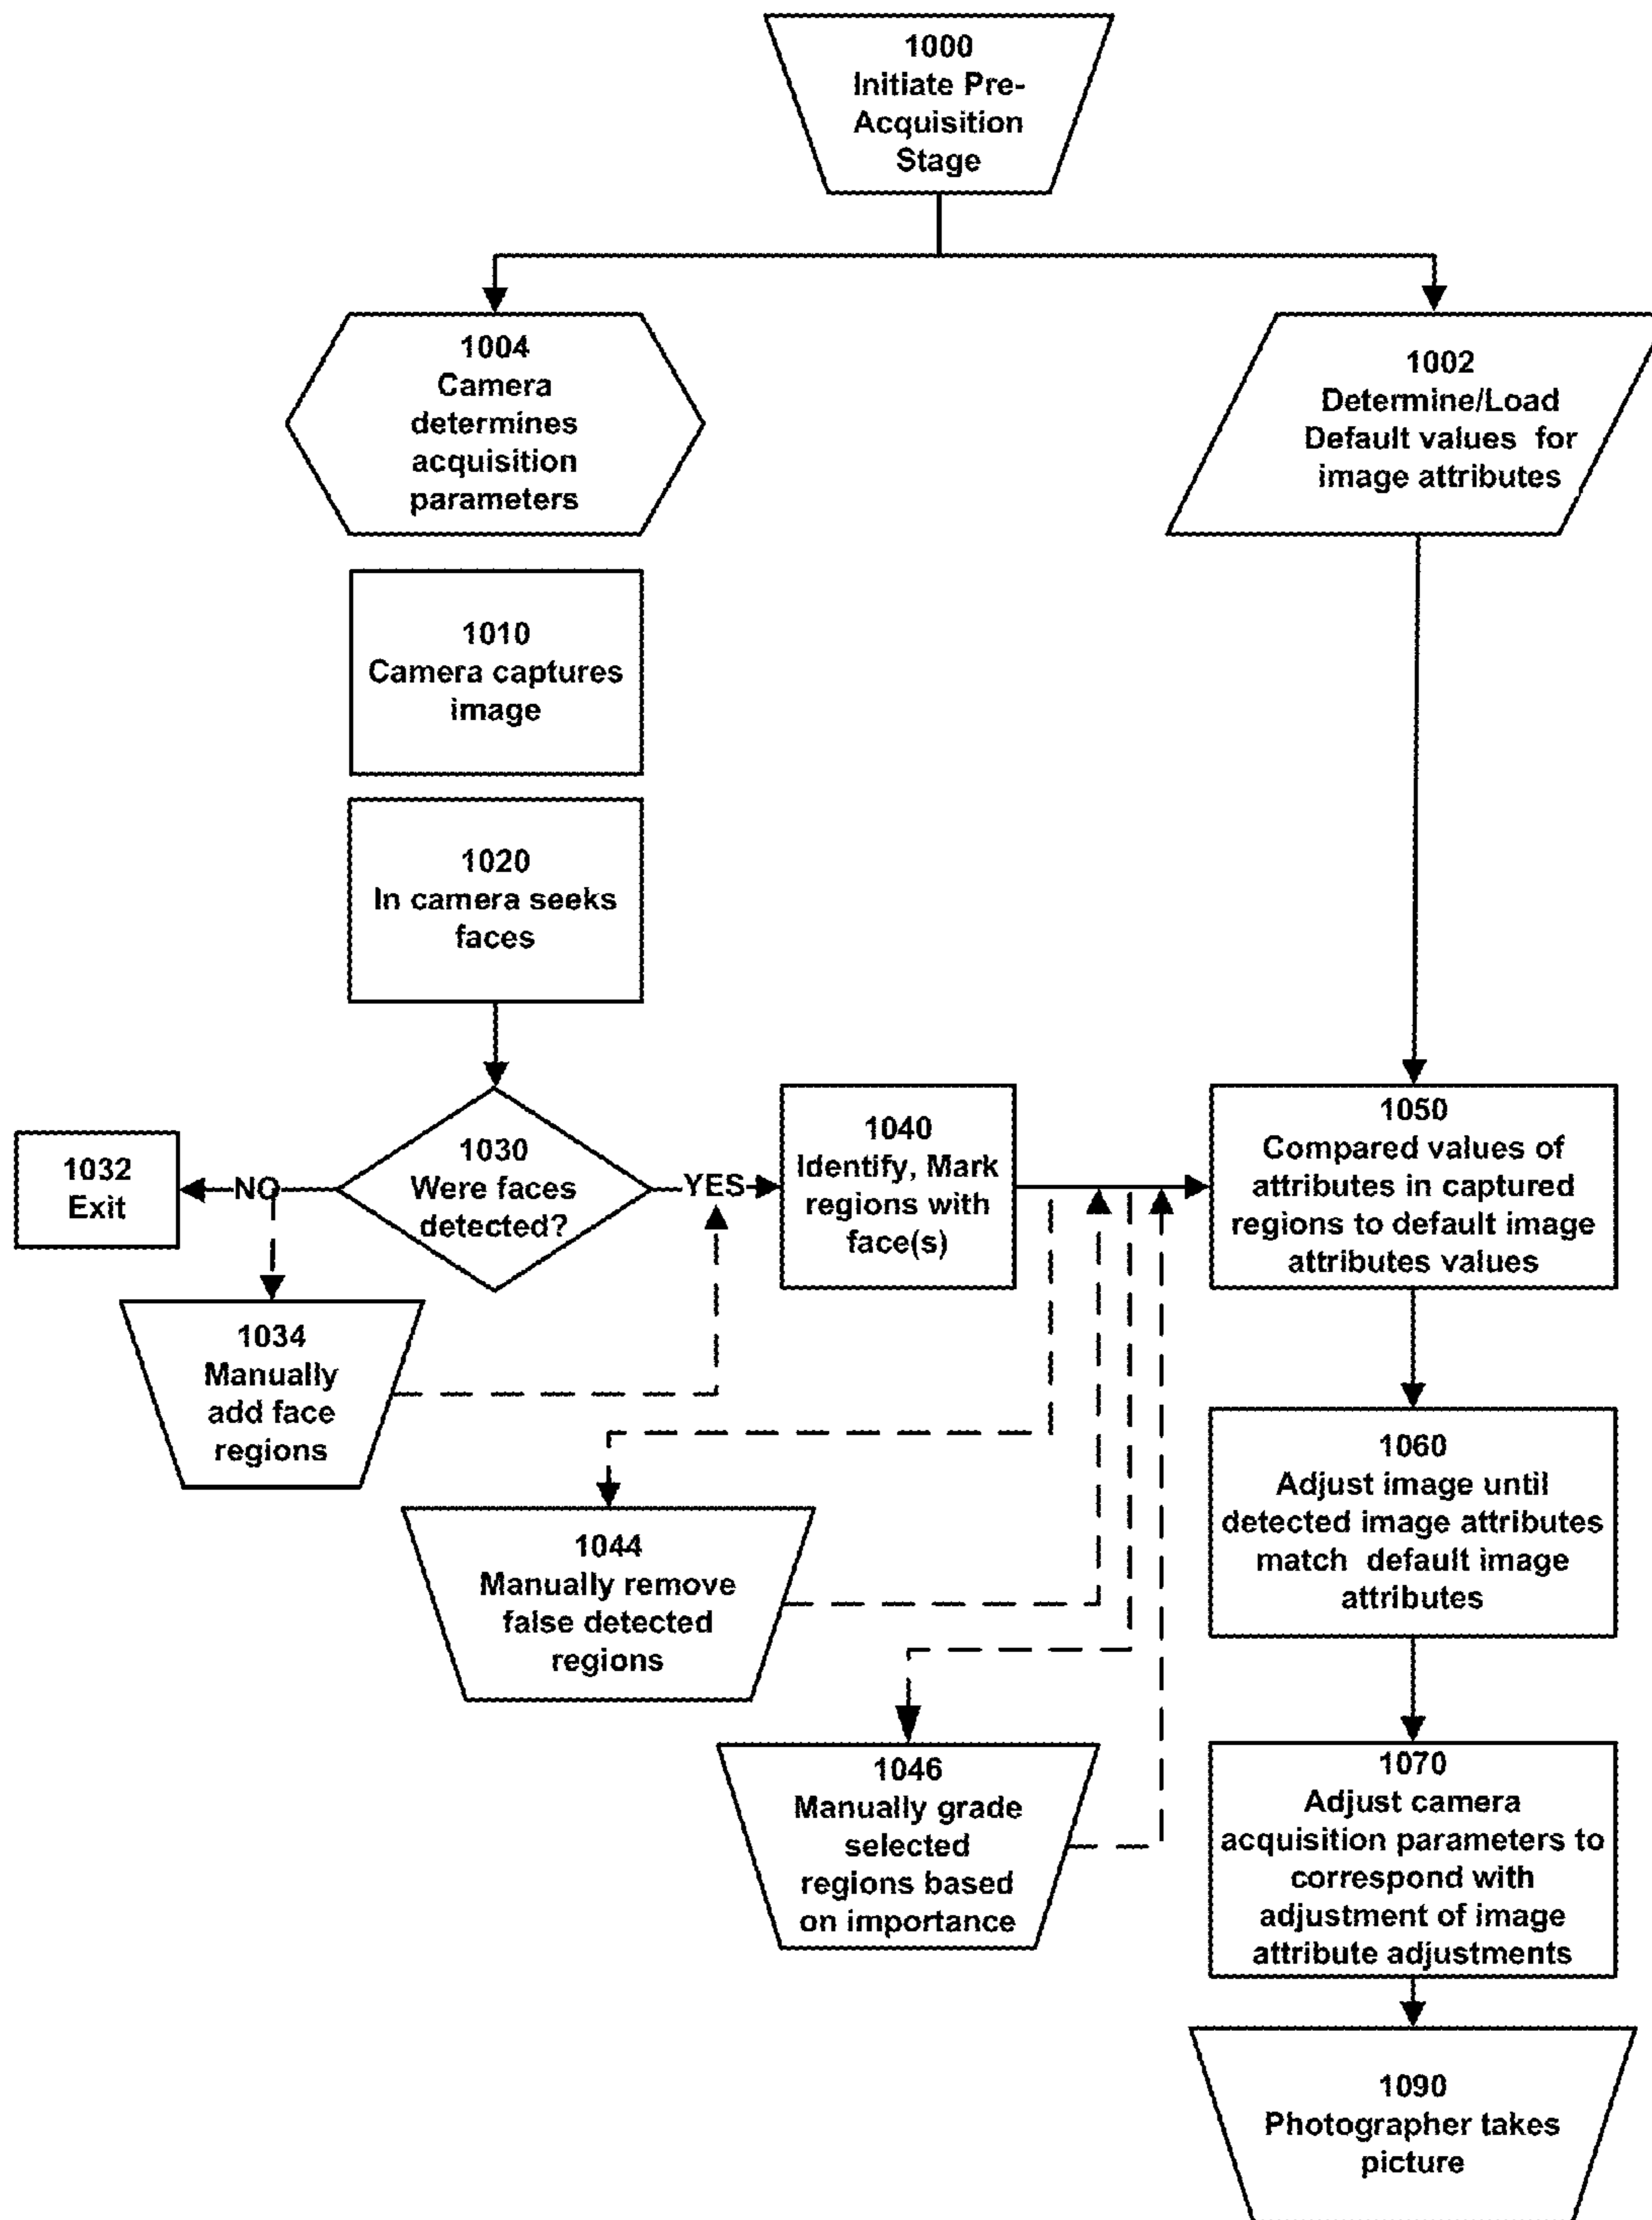 1000
Initiate Pre-
Acquisition
Stage
1004
Camera
determines
acquisition
parameters
1002
Determine/Load
Default values for
image attributes
1010
Camera captures
image
1020
In camera seeks
faces
1030
Were faces
detected?
NO
1032
Exit
YES
1034
Manually
add face
regions
1040
Identify, Mark
regions with
face(s)
1044
Manually remove
false detected
regions
1046
Manually grade
selected
regions based
on importance
1050
Compared values of
attributes in captured
regions to default image
attributes values
1060
Adjust image until
detected image attributes
match default image
attributes
1070
Adjust camera
acquisition parameters to
correspond with
adjustment of image
attribute adjustments
1090
Photographer takes
picture